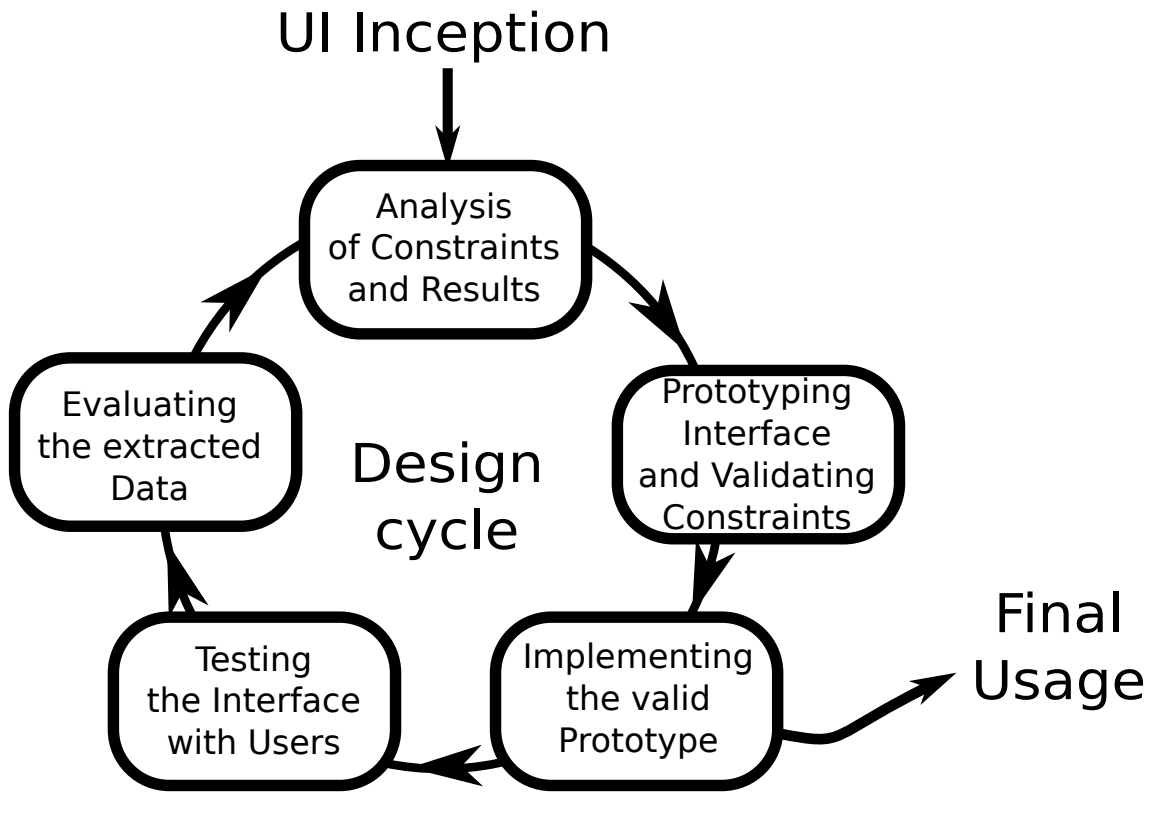 UI Inception
Analysis
of Constraints
and Results
Prototyping
Interface
and Validating
Constraints
Implementing
the valid
Prototype
Final
Usage
Testing
the Interface
with Users
Evaluating
the extracted
Data
Design
cycle